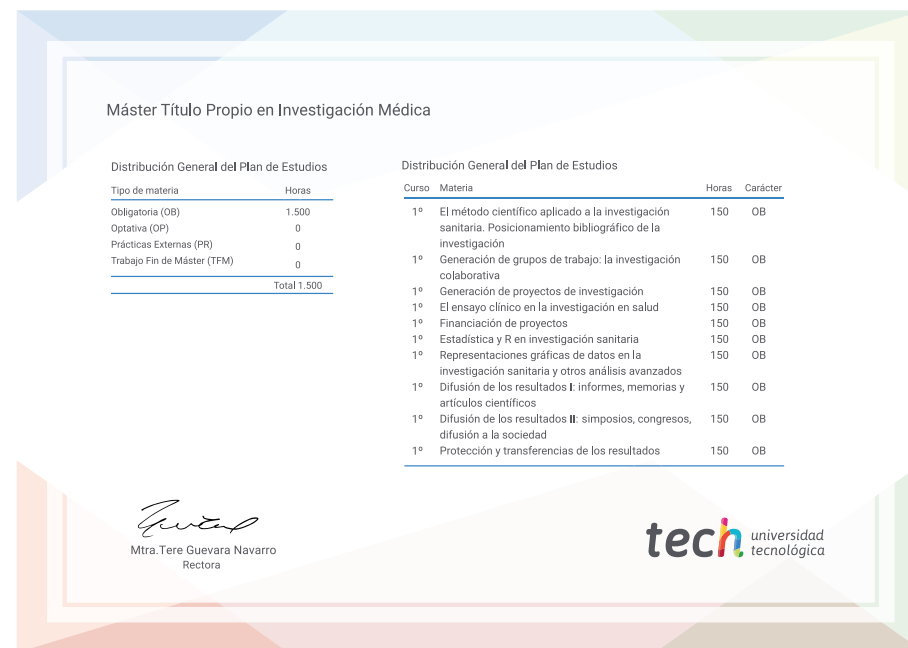 Máster Título Propio en Investigación Médica
Distribución General del Plan de Estudios
Tipo de materia Horas
Obligatoria (OB) 1.500
Optativa (OP) 0
Prácticas Externas (PR) 0
Trabajo Fin de Máster (TFM) 0
Total 1.500
Distribución General del Plan de Estudios
Curso Materia Horas Carácter
1º El método científico aplicado a la investigación 150 OB
sanitaria. Posicionamiento bibliográfico de la
investigación
1º Generación de grupos de trabajo: la investigación 150 OB
colaborativa
1º Generación de proyectos de investigación 150 OB
1º El ensayo clínico en la investigación en salud 150 OB
1º Financiación de proyectos 150 OB
1º Estadística y R en investigación sanitaria 150 OB
1º Representaciones gráficas de datos en la 150 OB
investigación sanitaria y otros análisis avanzados
1º Difusión de los resultados I: informes, memorias y 150 OB
artículos científicos
1º Difusión de los resultados II: simposios, congresos, 150 OB
difusión a la sociedad
1º Protección y transferencias de los resultados 150 OB
Mtra.Tere Guevara Navarro
Rectora
tech universidad
tecnológica